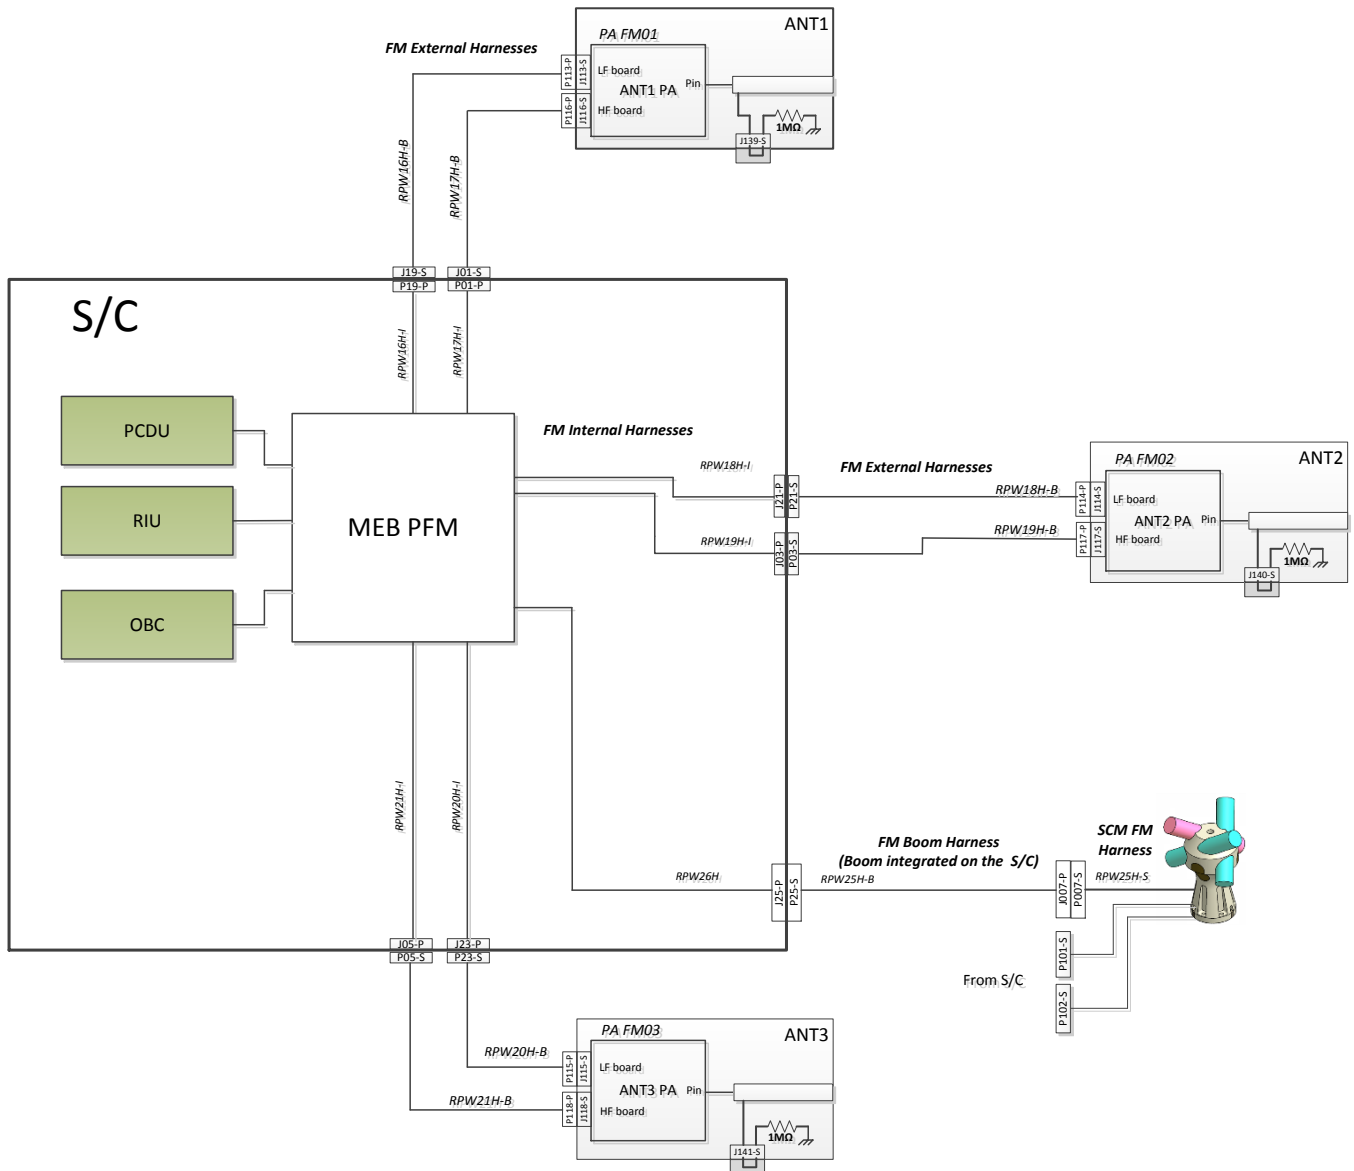 ANT1
PA FM01
FM External Harnesses
P113-P
J113-S
LF board
Pin
ANT1 PA
P116-P
J116-S
HF board
1MΩ
J139-S
RPW16H-B
RPW17H-B
J19-S
P19-P
J01-S
P01-P
S/C
RPW16H-I
RPW17H-I
PCDU
RIU
OBC
MEB PFM
FM Internal Harnesses
RPW18H-I
RPW19H-I
J21-P
P21-S
J03-P
P03-S
FM External Harnesses
RPW18H-B
RPW19H-B
ANT2
PA FM02
P114-P
J114-S
LF board
ANT2 PA
Pin
P117-P
J117-S
HF board
1MΩ
J140-S
RPW21H-I
RPW20H-I
RPW26H
J25-P
P25-S
FM Boom Harness
(Boom integrated on the S/C)
RPW25H-B
J007-P
P007-S
SCM FM
Harness
RPW25H-S
P101-S
From S/C
P102-S
J05-P
P05-S
J23-P
P23-S
RPW20H-B
RPW21H-B
ANT3
PA FM03
P115-P
J115-S
LF board
ANT3 PA
Pin
P118-P
J118-S
HF board
1MΩ
J141-S